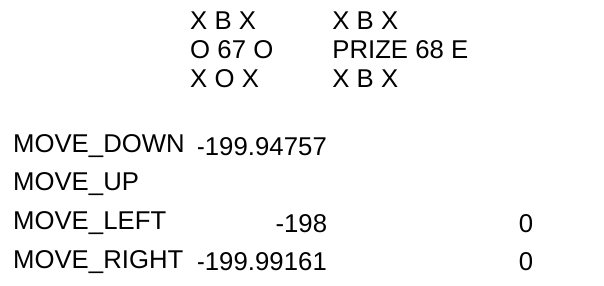 X B X X B X
O 67 O PRIZE 68 E
X O X X B X
MOVE_DOWN -199.94757
MOVE_UP
MOVE_LEFT -198 0
MOVE_RIGHT -199.99161 0